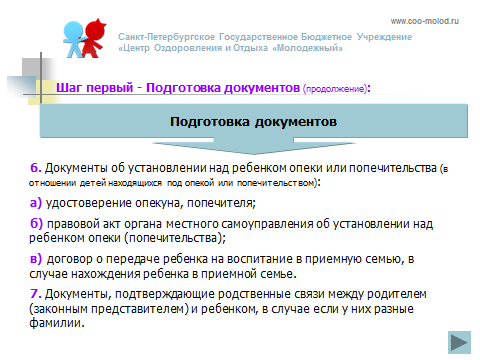 www.coo-molod.ru
Санкт-Петербургское Государственное Бюджетное Учреждение
«Центр Оздоровления и Отдыха «Молодежный»
Шаг первый - Подготовка документов (продолжение):
Подготовка документов
6. Документы об установлении над ребенком опеки или попечительства (в
отношении детей находящихся под опекой или попечительством):
а) удостоверение опекуна, попечителя;
б) правовой акт органа местного самоуправления об установлении над
ребенком опеки (попечительства);
в) договор о передаче ребенка на воспитание в приемную семью, в
случае нахождения ребенка в приемной семье.
7. Документы, подтверждающие родственные связи между родителем
(законным представителем) и ребенком, в случае если у них разные
фамилии.